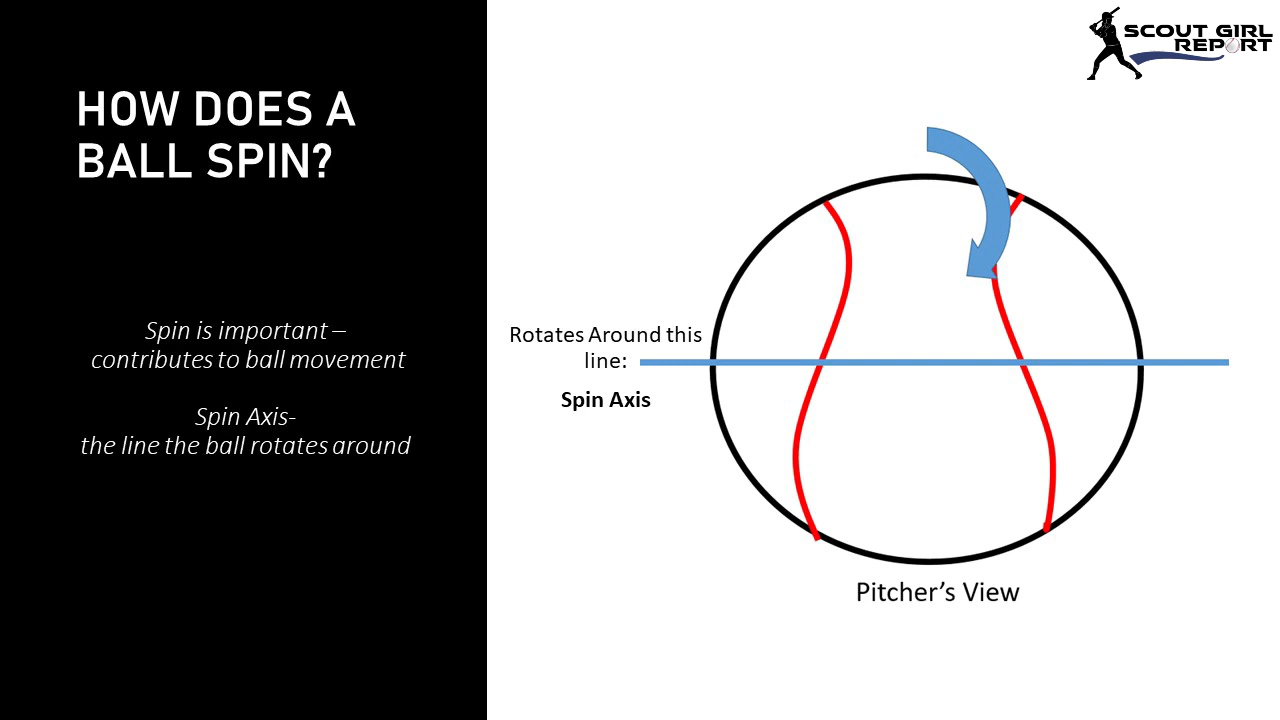 SCOUT GIRL
REPORT
HOW DOES A
BALL SPIN?
Spin is important –
contributes to ball movement
Spin Axis-
the line the ball rotates around
Rotates Around this
line:
Spin Axis
Pitcher’s View